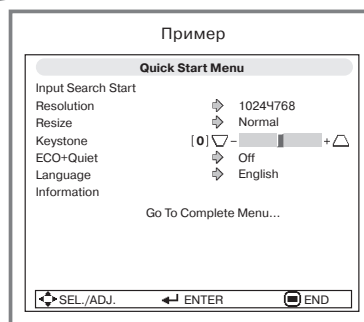 Пример
Quick Start Menu
Input Search Start
Resolution 1024Ч768
Resize Normal
Keystone [0] – +
ECO+Quiet Off
Language English
Information
Go To Complete Menu...
SEL./ADJ. ENTER END